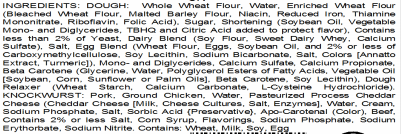 INGREDIENTS: DOUGH: Whole Wheat Flour, Water, Enriched Wheat Flour
(Bleached Wheat Flour, Malted Barley Flour, Niacin, Reduced Iron, Thiamine
Mononitrate, Riboflavin, Folic Acid), Sugar, Shortening (Soybean Oil, Vegetable
Mono- and Diglycerides, TBHQ and Citric Acid added to protect flavor), Contains
less than 2% of Yeast, Dairy Blend (Soy Flour, Sweet Dairy Whey, Calcium
Sulfate), Salt, Egg Blend (Wheat Flour, Eggs, Soybean Oil, and 2% or less of
Carboxymethylcellulose, Soy Lecithin, Sodium Bicarbonate, Salt, Colors [Annatto
Extract, Turmeric]), Mono- and Diglycerides, Calcium Sulfate, Calcium Propionate,
Beta Carotene (Glycerine, Water, Polyglycerol Esters of Fatty Acids, Vegetable Oil
[Soybean, Corn, Sunflower or Palm Oils], Beta Carotene, Soy Lecithin), Dough
Relaxer (Wheat Starch, Calcium Carbonate, L-Cysteine Hydrochloride).
KNOCKWURST: Pork, Ground Chicken, Water, Pasteurized Process Cheddar
Cheese (Cheddar Cheese [Milk, Cheese Cultures, Salt, Enzymes], Water, Cream,
Sodium Phosphate, Salt, Sorbic Acid {Preservative}, Apo-Carotenal (Color), Beef,
Contains 2% or less Salt, Corn Syrup, Flavorings, Sodium Phosphate, Sodium
Erythorbate, Sodium Nitrite. Contains: Wheat, Milk, Soy, Egg